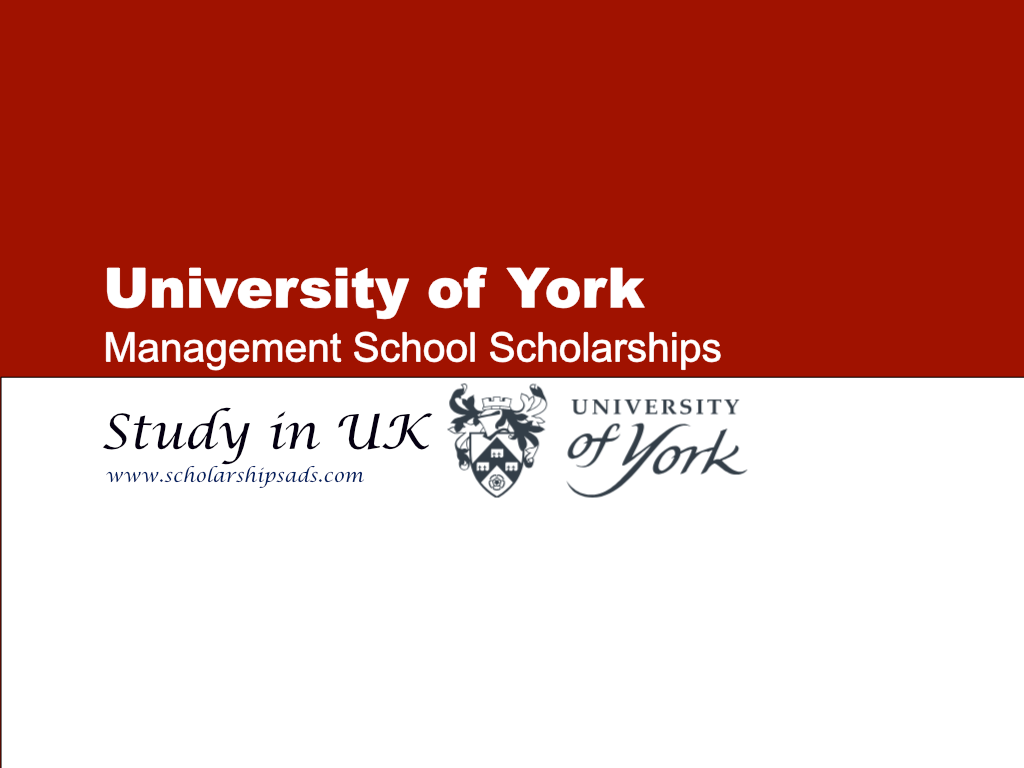 University of York
Management School Scholarships
Study in UK
www.scholarshipsads.com
UNIVERSITY
of York